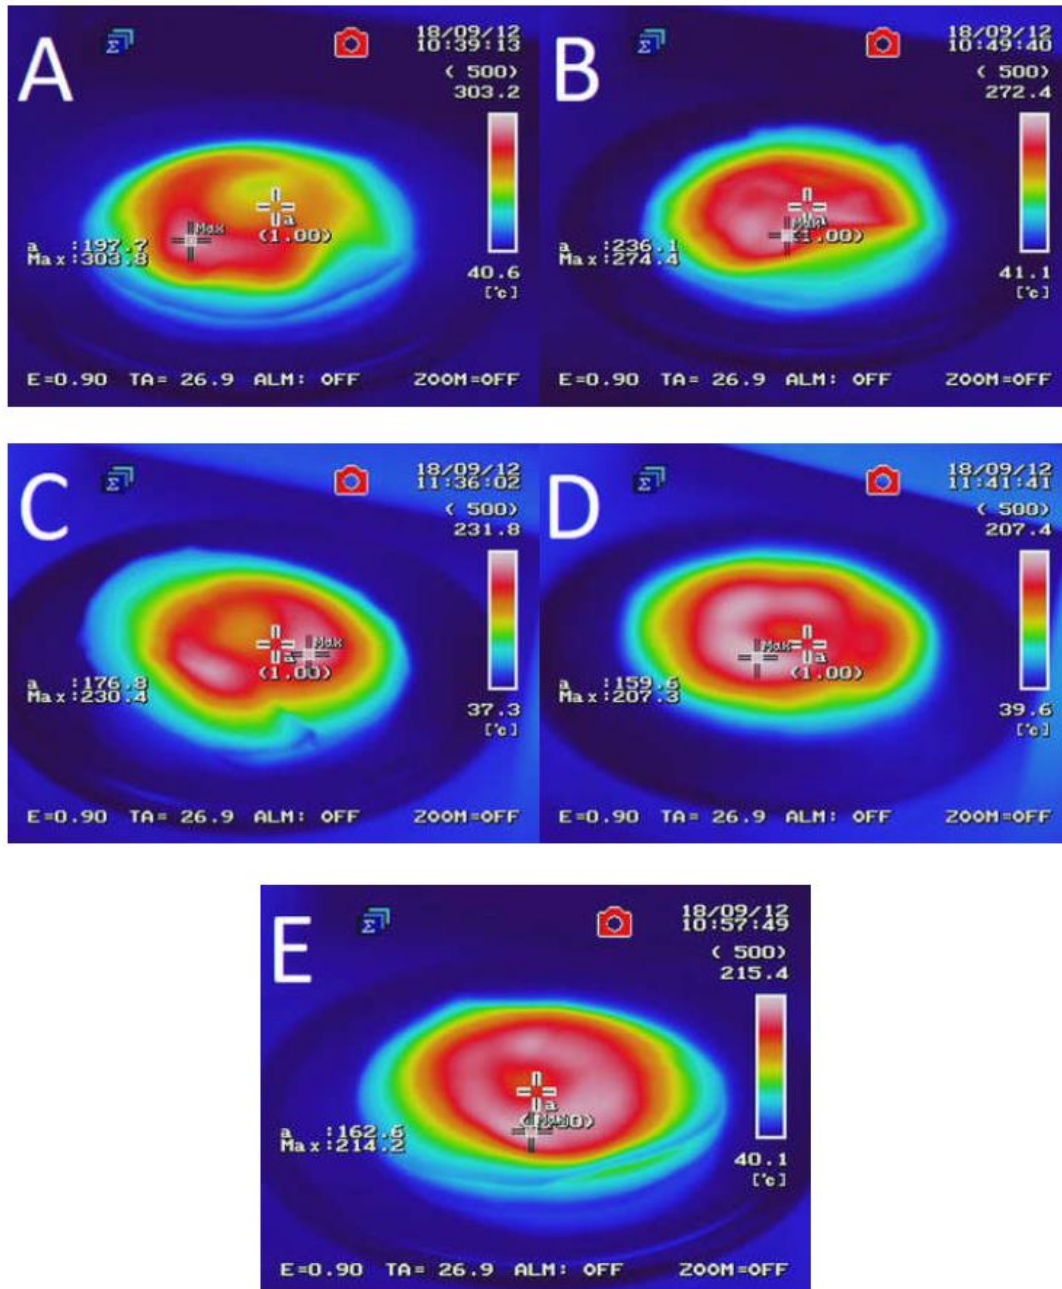 A
Σ
18/09/12
10:39:13
( 500)
303.2
Max
a
(1.00)
a :197.7
Max:303.8
40.6
[℃]
E=0.90 TA= 26.9 ALM: OFF ZOOM=OFF
B
Σ
18/09/12
10:49:40
( 500)
272.4
Max
(1.00)
a :236.1
Max:274.4
41.1
[℃]
E=0.90 TA= 26.9 ALM: OFF ZOOM=OFF
C
Σ
18/09/12
11:36:02
( 500)
231.8
Max
a
(1.00)
a :176.8
Max:230.4
37.3
[℃]
E=0.90 TA= 26.9 ALM: OFF ZOOM=OFF
D
Σ
18/09/12
11:41:41
( 500)
207.4
Max
a
(1.00)
a :159.6
Max:207.3
39.6
[℃]
E=0.90 TA= 26.9 ALM: OFF ZOOM=OFF
E
Σ
18/09/12
10:57:49
( 500)
215.4
a
a :162.6
Max:214.2
40.1
[℃]
E=0.90 TA= 26.9 ALM: OFF ZOOM=OFF